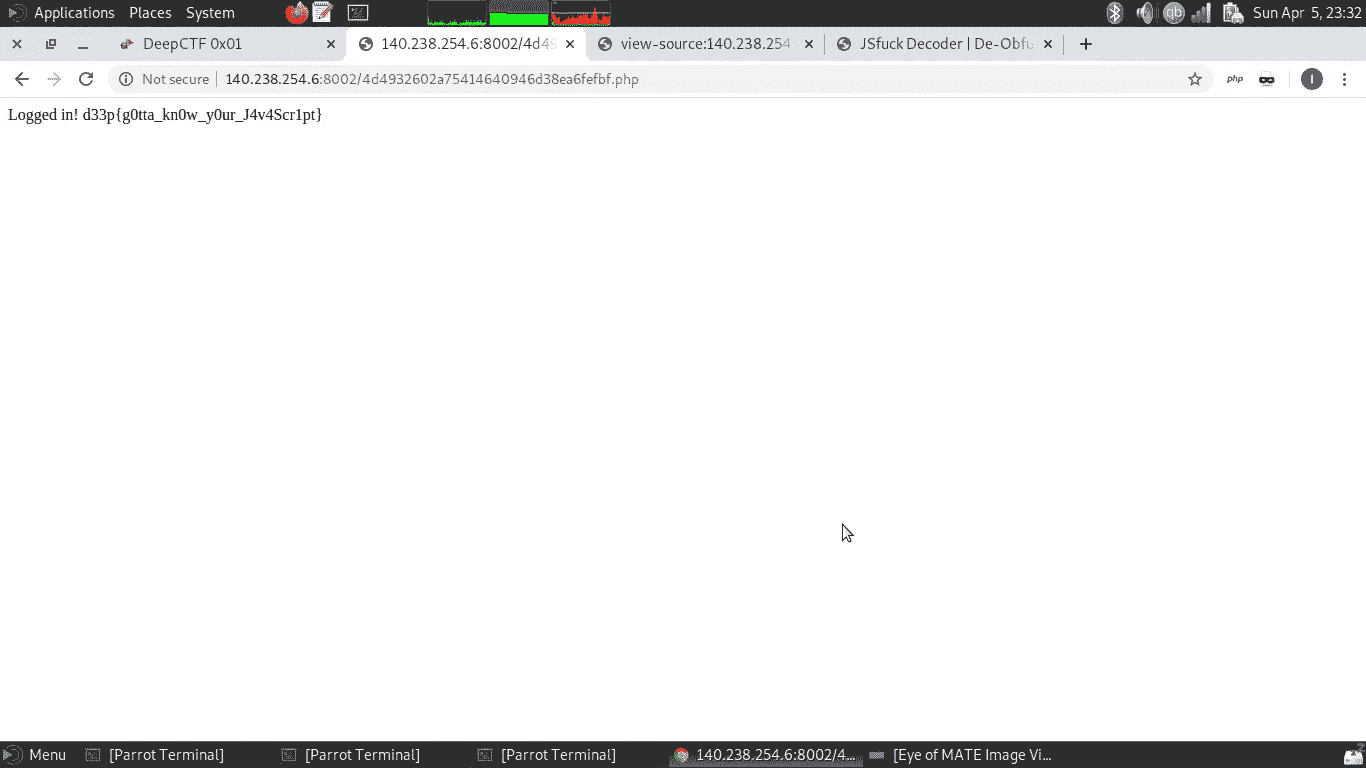 Applications Places System Sun Apr 5, 23:32
DeepCTF 0x01 140.238.254.6:8002/4d49 view-source:140.238.254 JSfuck Decoder | De-Obfu
Not secure 140.238.254.6:8002/4d4932602a75414640946d38ea6fefbf.php php I
Logged in! d33p{g0tta_kn0w_y0ur_J4v4Scr1pt}
Menu [Parrot Terminal] [Parrot Terminal] [Parrot Terminal] 140.238.254.6:8002/4... [Eye of MATE Image Vi...